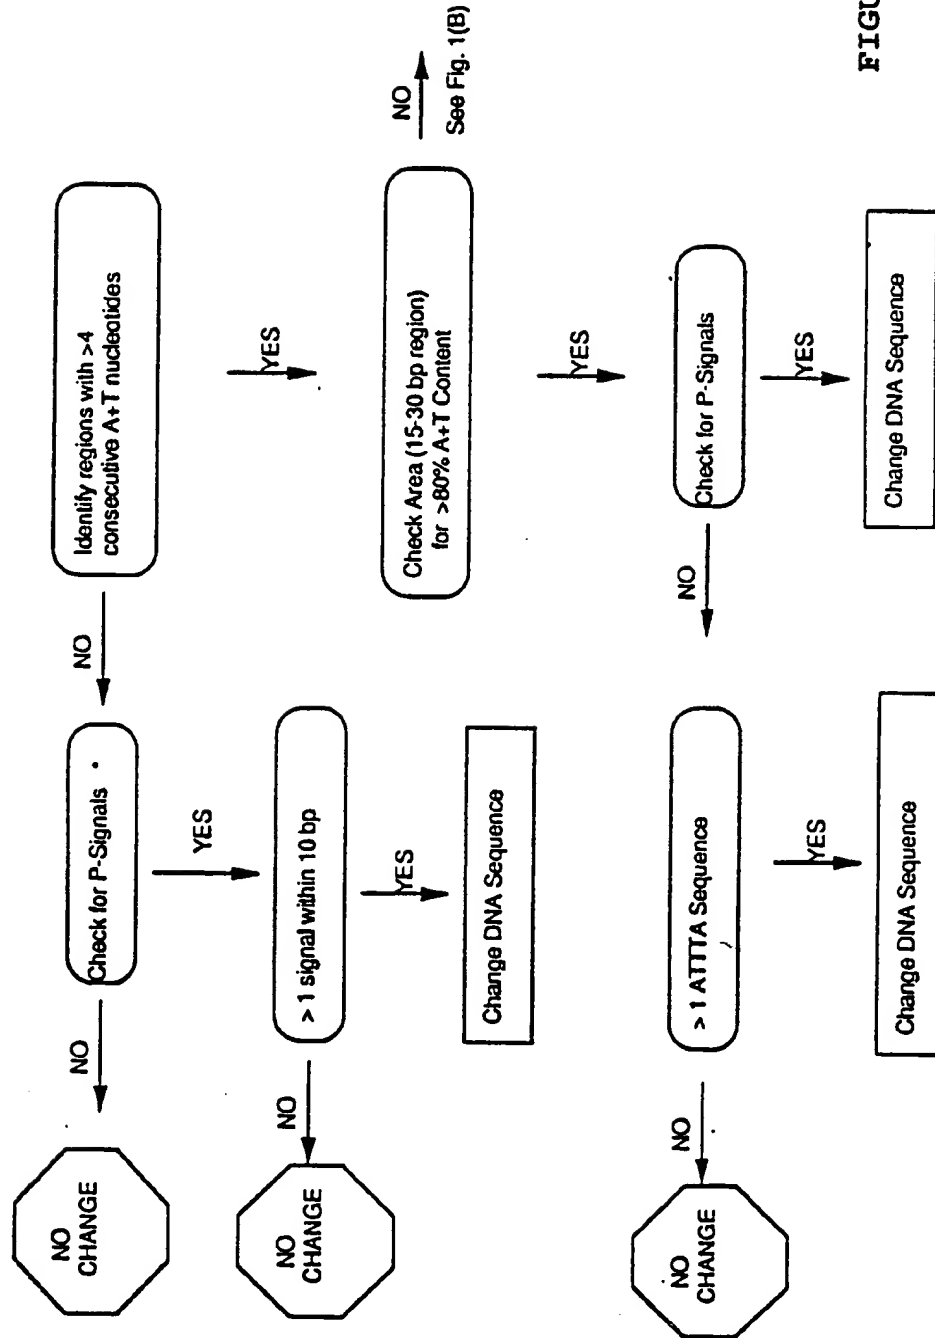 Identify regions with >4
consecutive A+T nucleotides
NO
Check for P-Signals
NO
NO
CHANGE
YES
YES
> 1 signal within 10 bp
NO
NO
CHANGE
YES
Change DNA Sequence
Check Area (15-30 bp region)
for >80% A+T Content
NO
See Fig. 1(B)
YES
Check for P-Signals
NO
> 1 ATTTA Sequence
NO
NO
CHANGE
YES
Change DNA Sequence
YES
Change DNA Sequence
FIGU